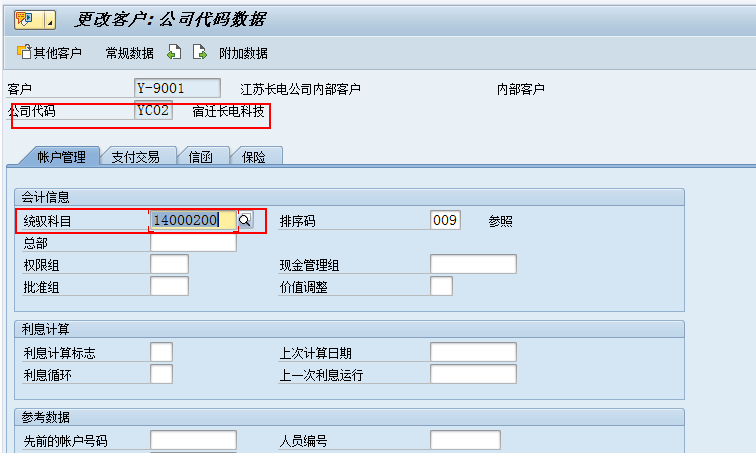 更改客户: 公司代码数据
其他客户 常规数据 附加数据
客户 Y-9001 江苏长电公司内部客户 内部客户
公司代码 YC02 宿迁长电科技
帐户管理 支付交易 信函 保险
会计信息
统驭科目 14000200 排序码 009 参照
总部
权限组 现金管理组
批准组 价值调整
利息计算
利息计算标志 上次计算日期
利息循环 上一次利息运行
参考数据
先前的帐户号码 人员编号